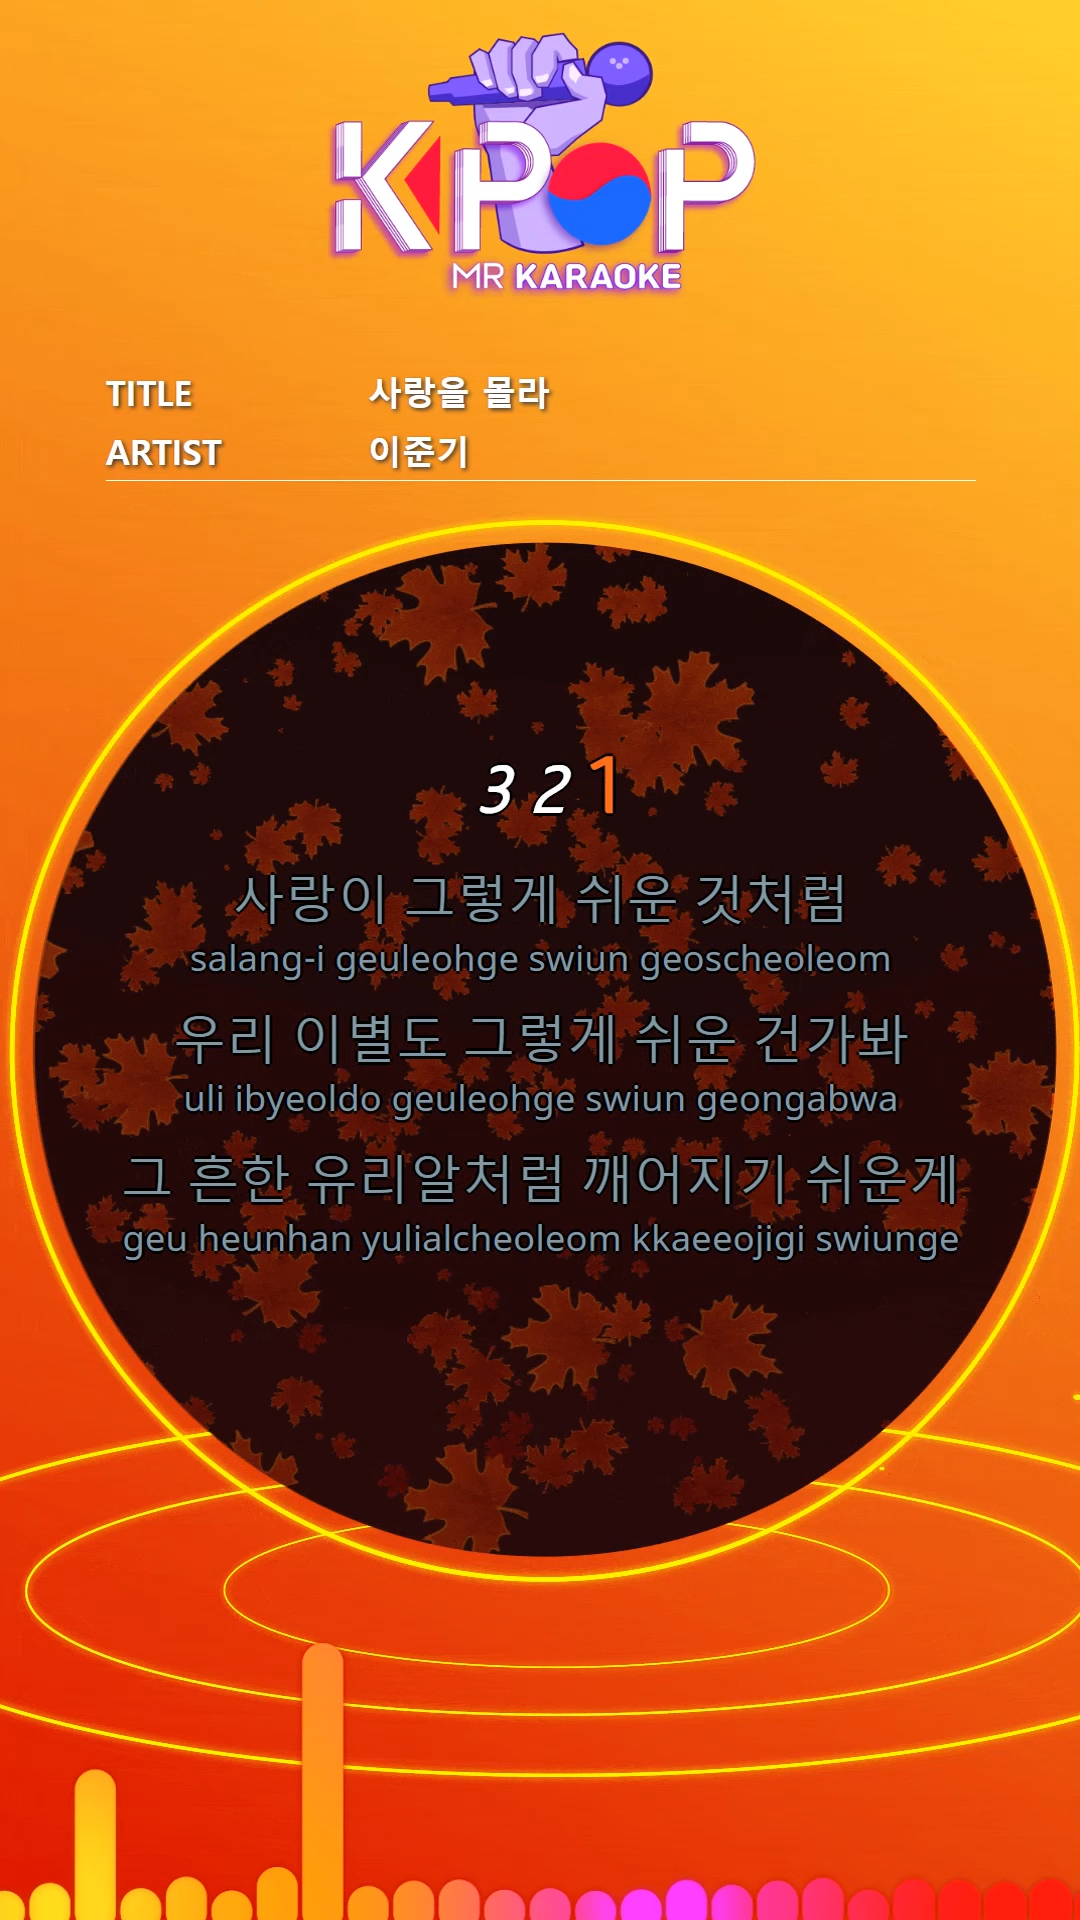 KPOP
MR KARAOKE
TITLE 사랑을 몰라
ARTIST 이준기
3 2 1
사랑이 그렇게 쉬운 것처럼
salang-i geuleohge swiun geoscheoleom
우리 이별도 그렇게 쉬운 건가봐
uli ibyeoldo geuleohge swiun geongabwa
그 흔한 유리알처럼 깨어지기 쉬운게
geu heunhan yulialcheoleom kkaeeojigi swiunge